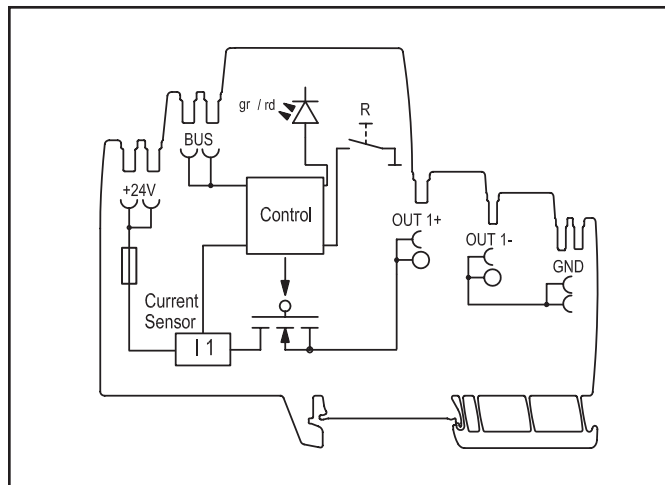 gr / rd
R
BUS
+24V
Control
OUT 1+
OUT 1-
GND
Current
Sensor
I 1